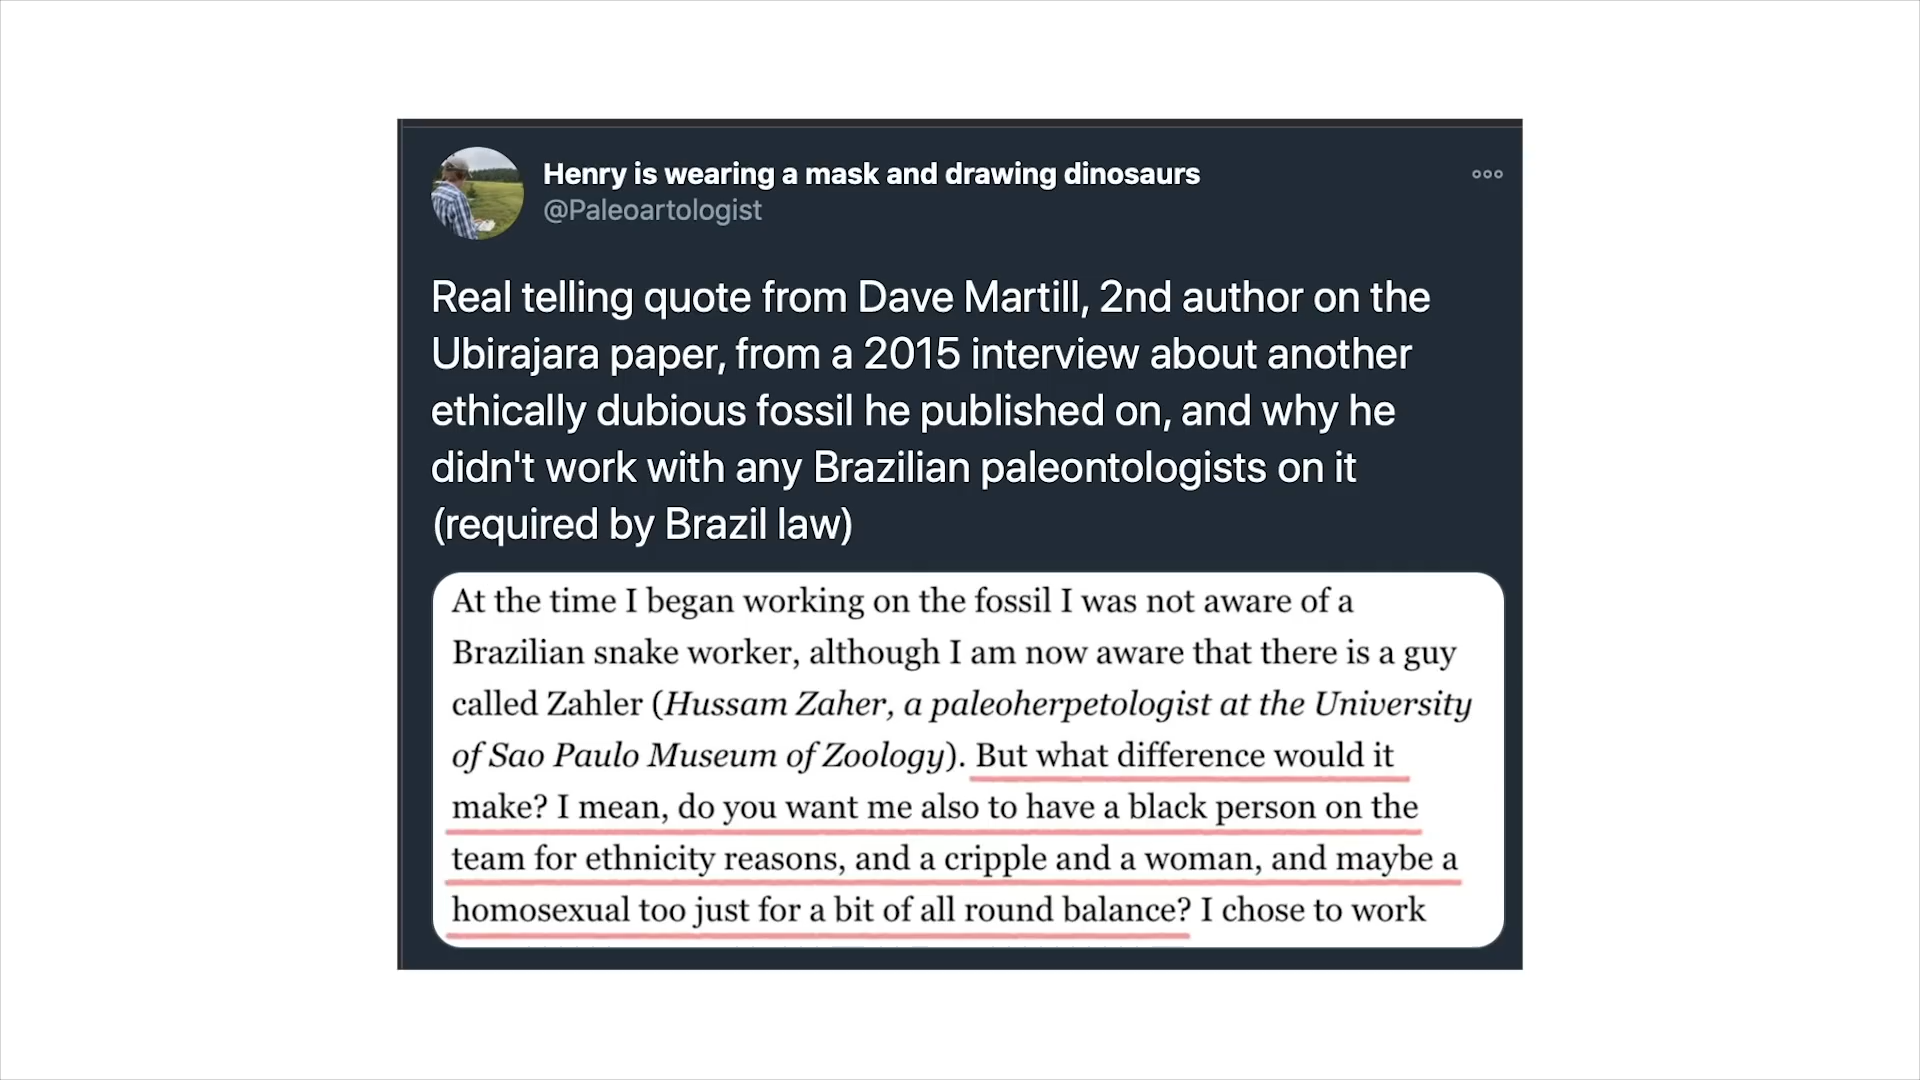 Henry is wearing a mask and drawing dinosaurs
@Paleoartologist
Real telling quote from Dave Martill, 2nd author on the
Ubirajara paper, from a 2015 interview about another
ethically dubious fossil he published on, and why he
didn't work with any Brazilian paleontologists on it
(required by Brazil law)
At the time I began working on the fossil I was not aware of a
Brazilian snake worker, although I am now aware that there is a guy
called Zahler (Hussam Zaher, a paleoherpetologist at the University
of Sao Paulo Museum of Zoology). But what difference would it
make? I mean, do you want me also to have a black person on the
team for ethnicity reasons, and a cripple and a woman, and maybe a
homosexual too just for a bit of all round balance? I chose to work